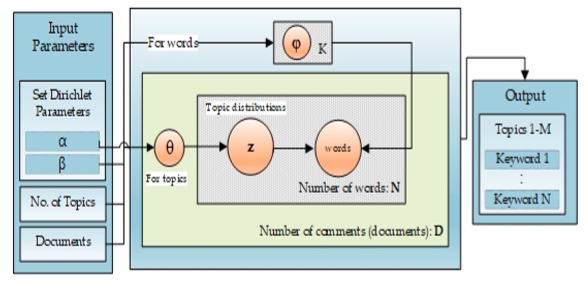 Input
Parameters
Set Dirichlet
Parameters
α
β
No. of Topics
Documents
For words
φ
K
Topic distributions
θ
For topics
z
words
Number of words: N
Number of comments (documents): D
Output
Topics 1-M
Keyword 1
:
Keyword N